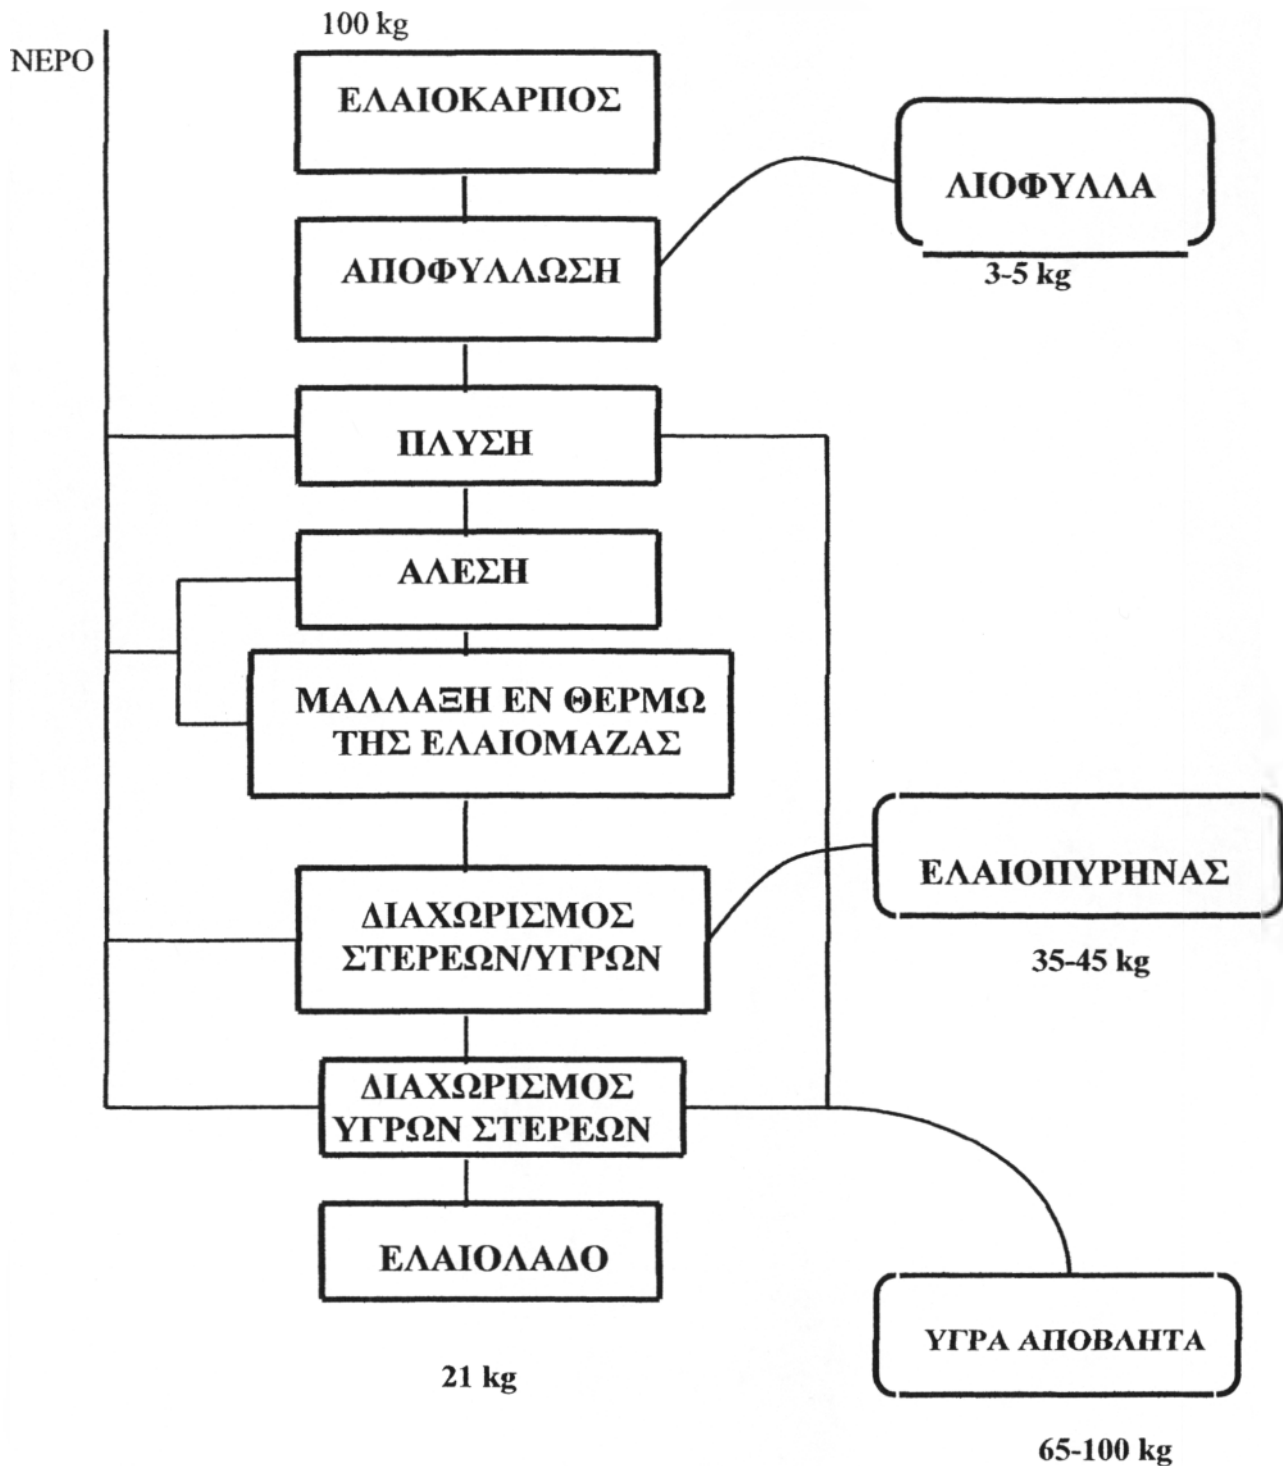 100 kg
ΝΕΡΟ
ΕΛΑΙΟΚΑΡΠΟΣ
ΛΙΟΦΥΛΛΑ
3-5 kg
ΑΠΟΦΥΛΛΩΣΗ
ΠΛΥΣΗ
ΑΛΕΣΗ
ΜΑΛΛΑΞΗ ΕΝ ΘΕΡΜΩ
ΤΗΣ ΕΛΑΙΟΜΑΖΑΣ
ΕΛΑΙΟΠΥΡΗΝΑΣ
35-45 kg
ΔΙΑΧΩΡΙΣΜΟΣ
ΣΤΕΡΕΩΝ/ΥΓΡΩΝ
ΔΙΑΧΩΡΙΣΜΟΣ
ΥΓΡΩΝ ΣΤΕΡΕΩΝ
ΕΛΑΙΟΛΑΔΟ
21 kg
ΥΓΡΑ ΑΠΟΒΛΗΤΑ
65-100 kg